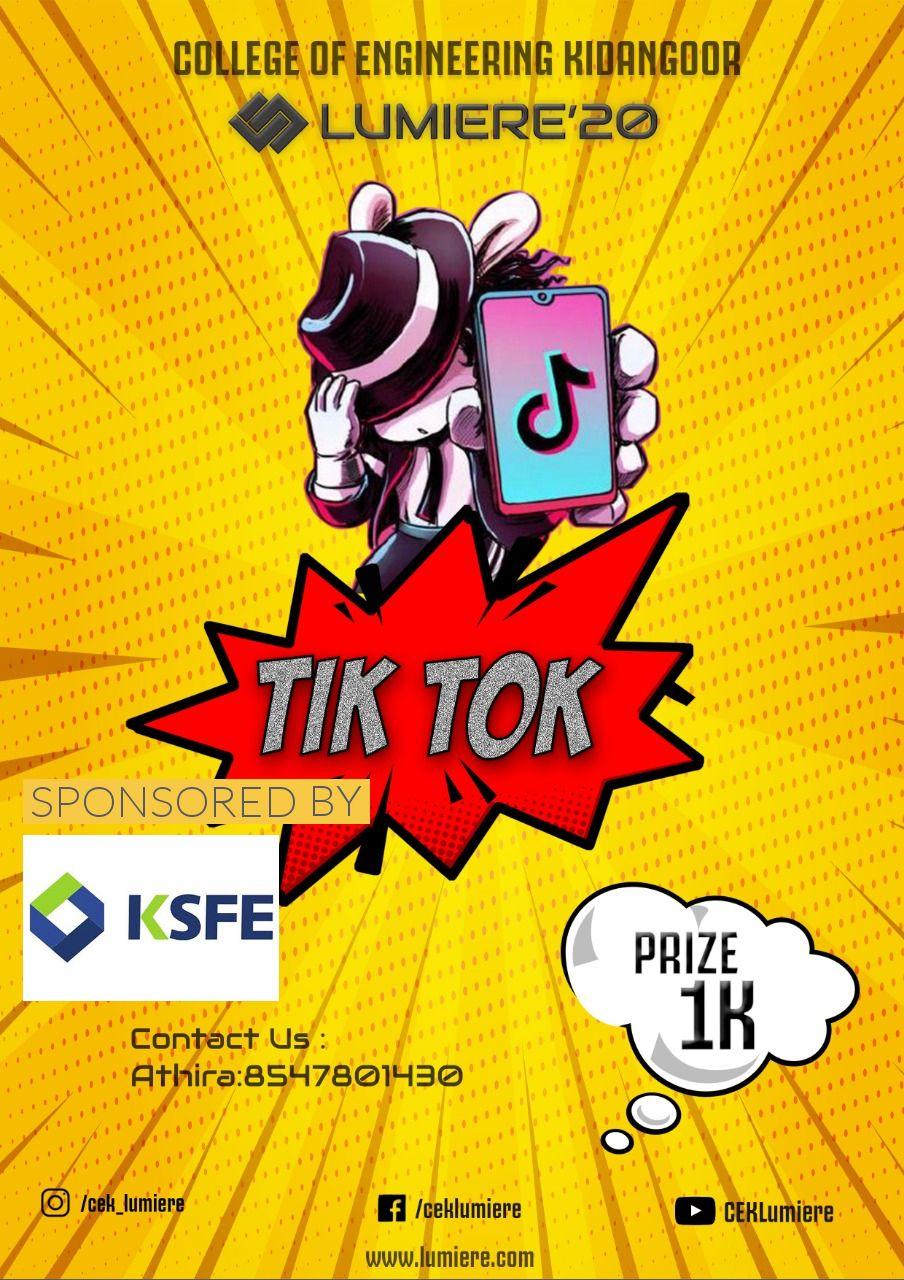 COLLEGE OF ENGINEERING KIDANGOOR
LUMIERE'20
TIK TOK
SPONSORED BY
KSFE
PRIZE
1K
Contact Us :
Athira:8547801430
/cek_lumiere
/ceklumiere
CEKLumiere
www.lumiere.com